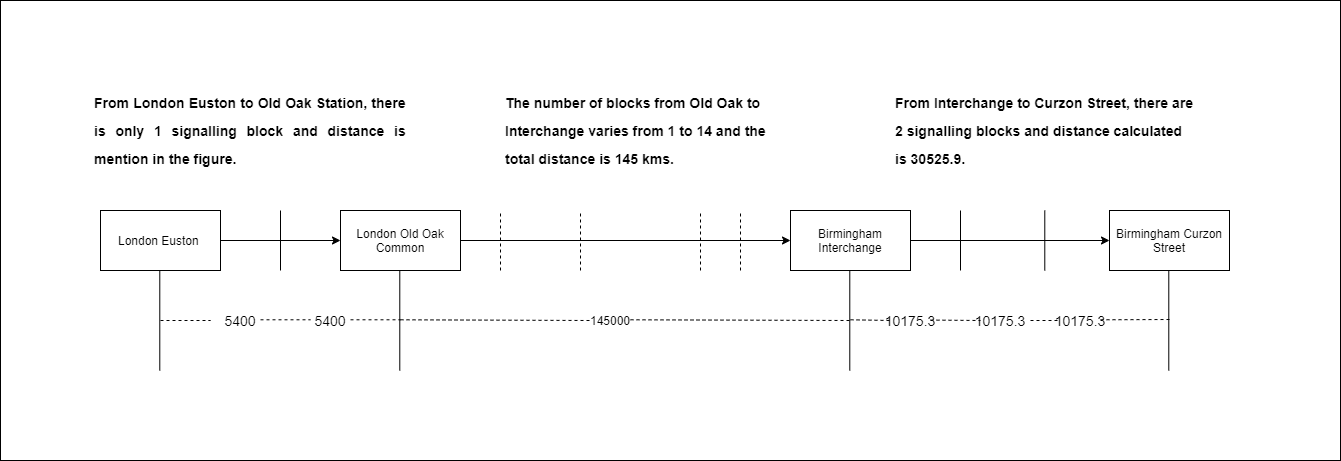 From London Euston to Old Oak Station, there
is only 1 signalling block and distance is
mention in the figure.
The number of blocks from Old Oak to
Interchange varies from 1 to 14 and the
total distance is 145 kms.
From Interchange to Curzon Street, there are
2 signalling blocks and distance calculated
is 30525.9.
London Euston
London Old Oak
Common
Birmingham
Interchange
Birmingham Curzon
Street
5400
5400
145000
10175.3
10175.3
10175.3